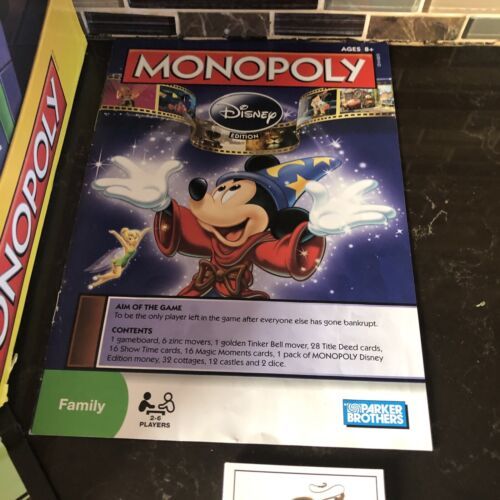 AGES 8+
MONOPOLY
Disney
EDITION
AIM OF THE GAME
To be the only player left in the game after everyone else has gone bankrupt.
CONTENTS
1 gameboard, 6 zinc movers, 1 golden Tinker Bell mover, 28 Title Deed cards,
16 Show Time cards, 16 Magic Moments cards, 1 pack of MONOPOLY Disney
Edition money, 32 cottages, 12 castles and 2 dice.
Family
2-6
PLAYERS
PARKER
BROTHERS
ONOPOLY